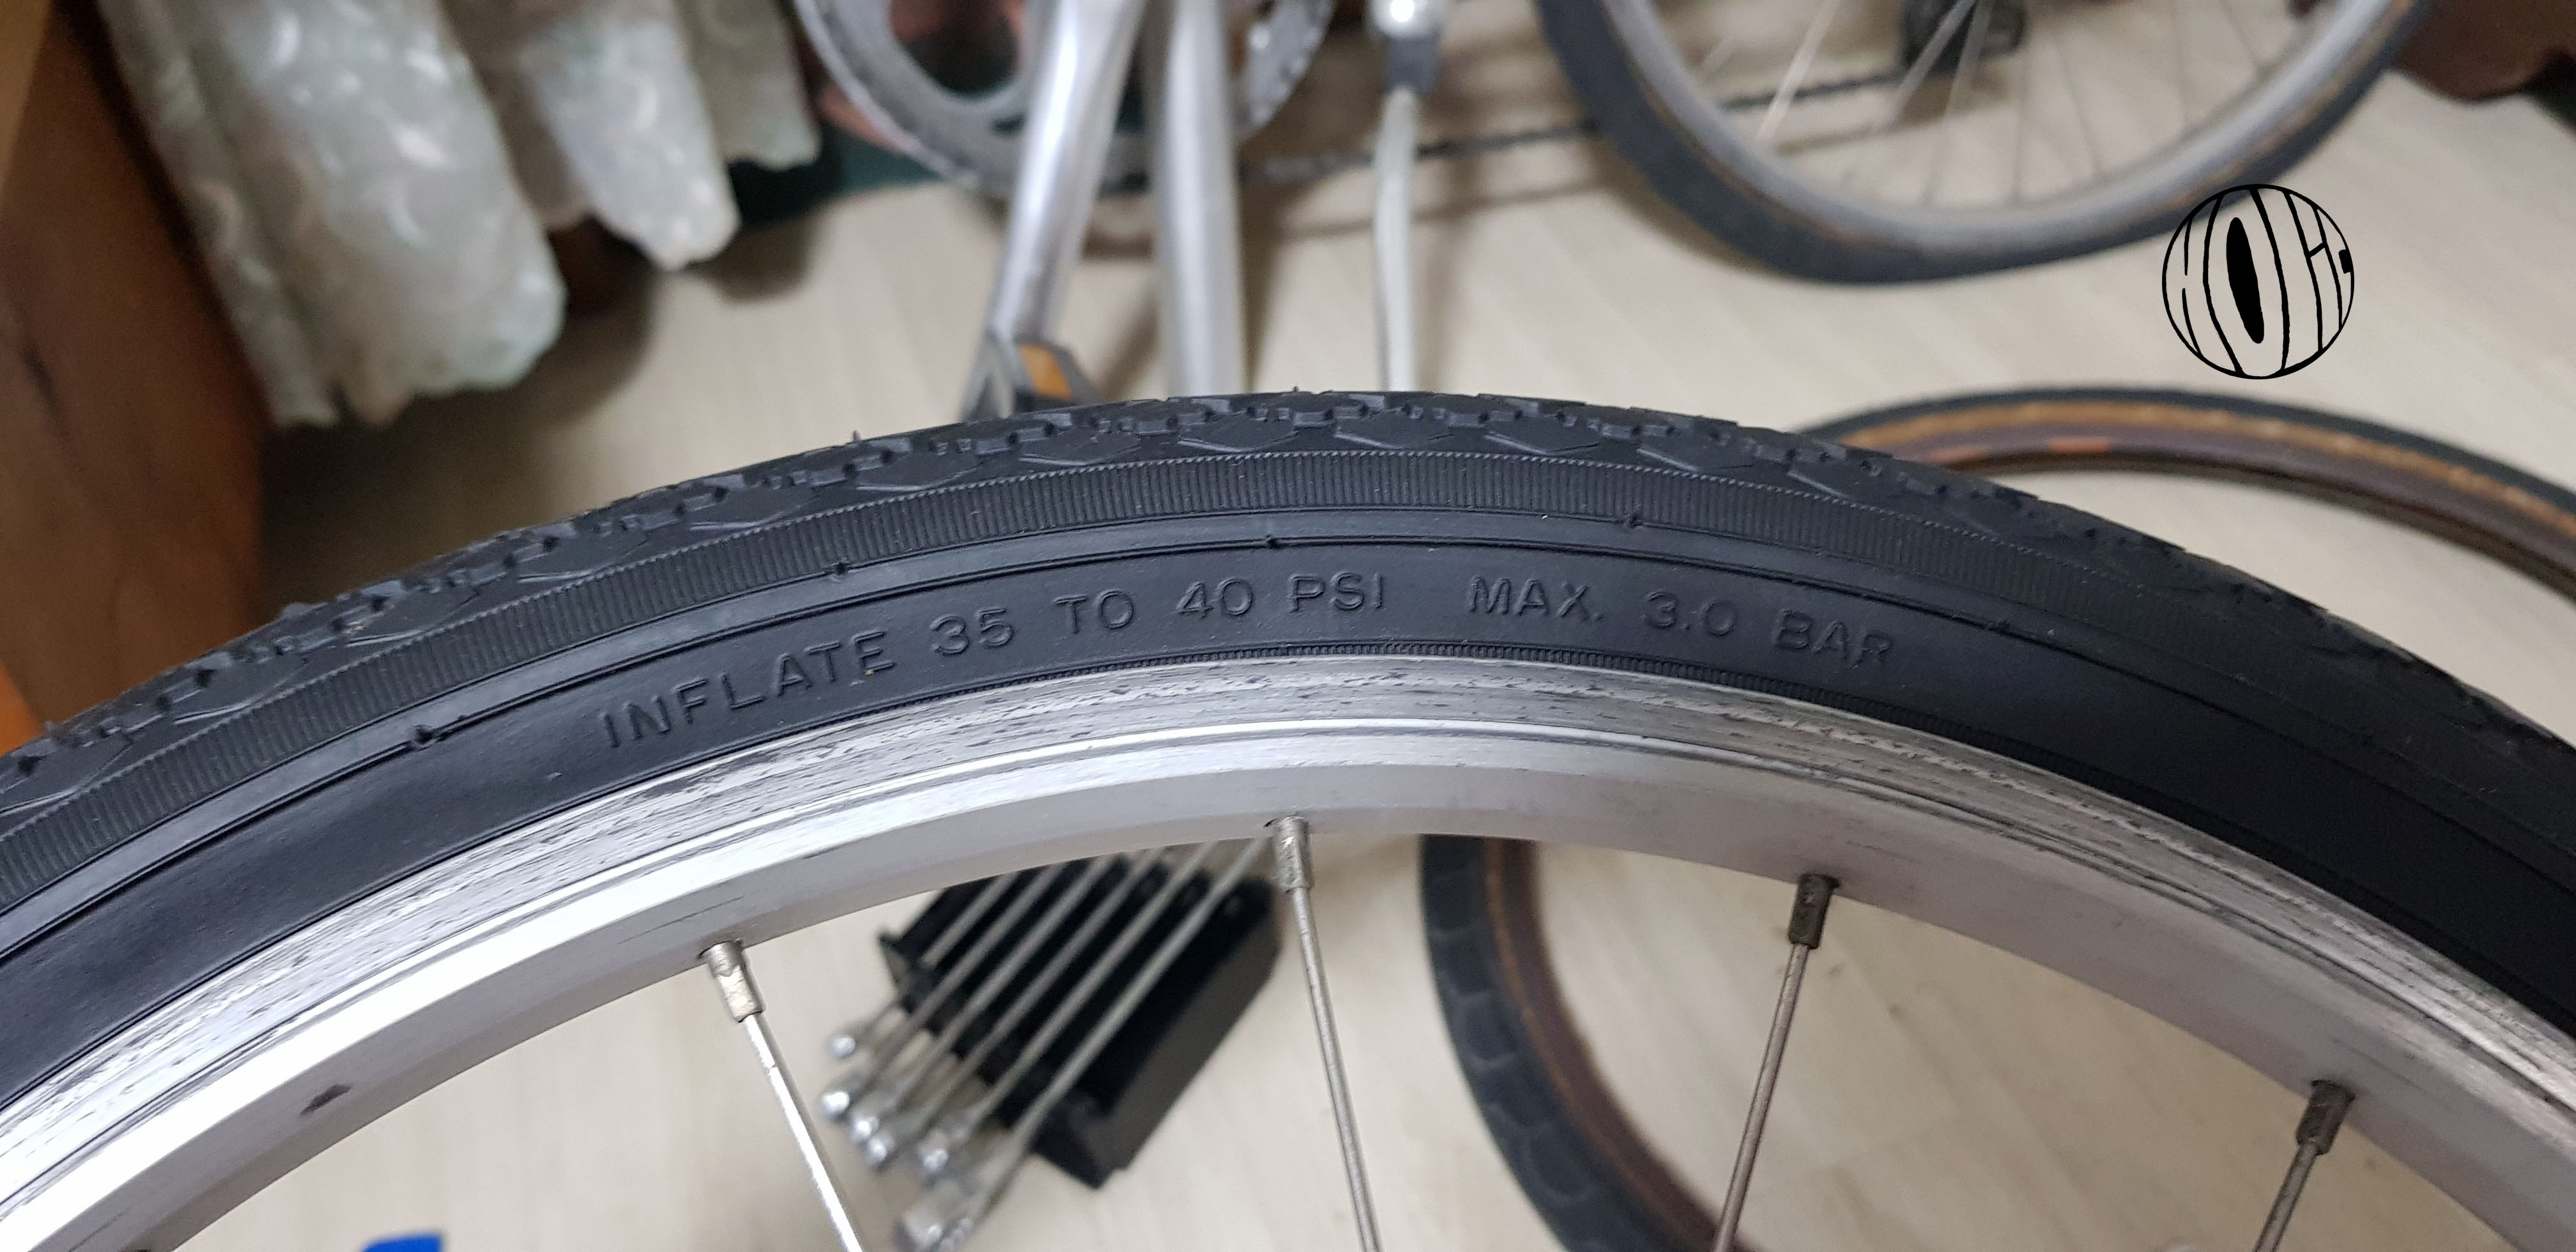 INFLATE 35 TO 40 PSI MAX. 3.0 BAR